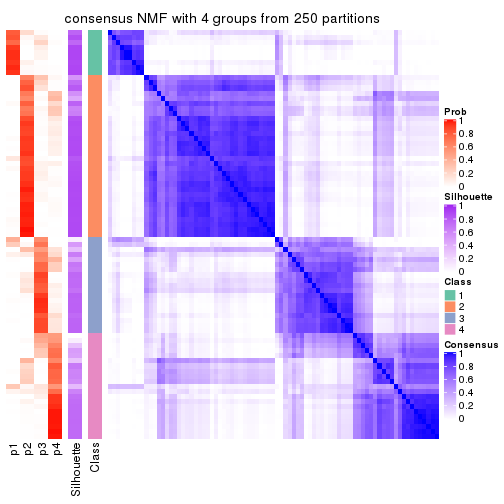 consensus NMF with 4 groups from 250 partitions
Prob
1
0.8
0.6
0.4
0.2
0
Silhouette
1
0.8
0.6
0.4
0.2
0
Class
1
2
3
4
Consensus
1
0.8
0.6
0.4
0.2
0
p1
p2
p3
p4
Silhouette
Class